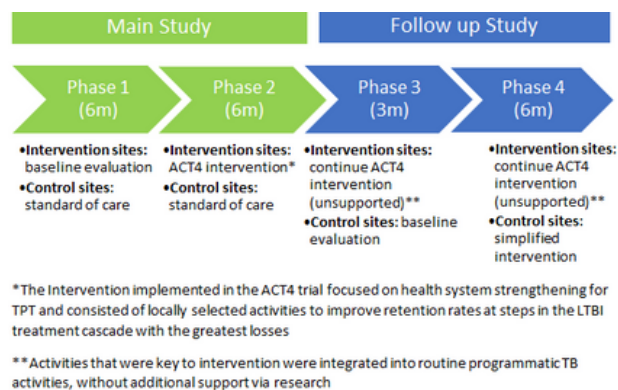 Main Study
Follow up Study
Phase 1
(6m)
Phase 2
(6m)
Phase 3
(3m)
Phase 4
(6m)
•Intervention sites:
baseline evaluation
•Control sites:
standard of care
•Intervention sites:
ACT4 intervention*
•Control sites:
standard of care
•Intervention sites:
continue ACT4
intervention
(unsupported)**
•Control sites: baseline
evaluation
•Intervention sites:
continue ACT4
intervention
(unsupported)**
•Control sites:
simplified
intervention
*The Intervention implemented in the ACT4 trial focused on health system strengthening for
TPT and consisted of locally selected activities to improve retention rates at steps in the LTBI
treatment cascade with the greatest losses
**Activities that were key to intervention were integrated into routine programmatic TB
activities, without additional support via research